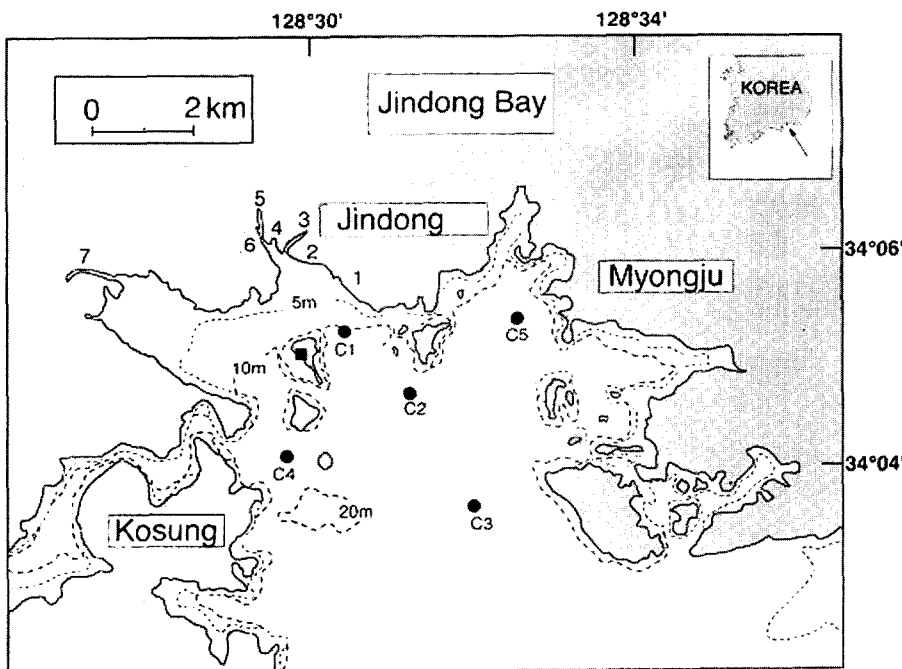 128°30' 128°34'
0 2 km
Jindong Bay
KOREA
5
4 3
6 2
Jindong
7
1
34°06'
Myongju
5m
C1
C5
10m
C2
C4
34°04'
20m
C3
Kosung